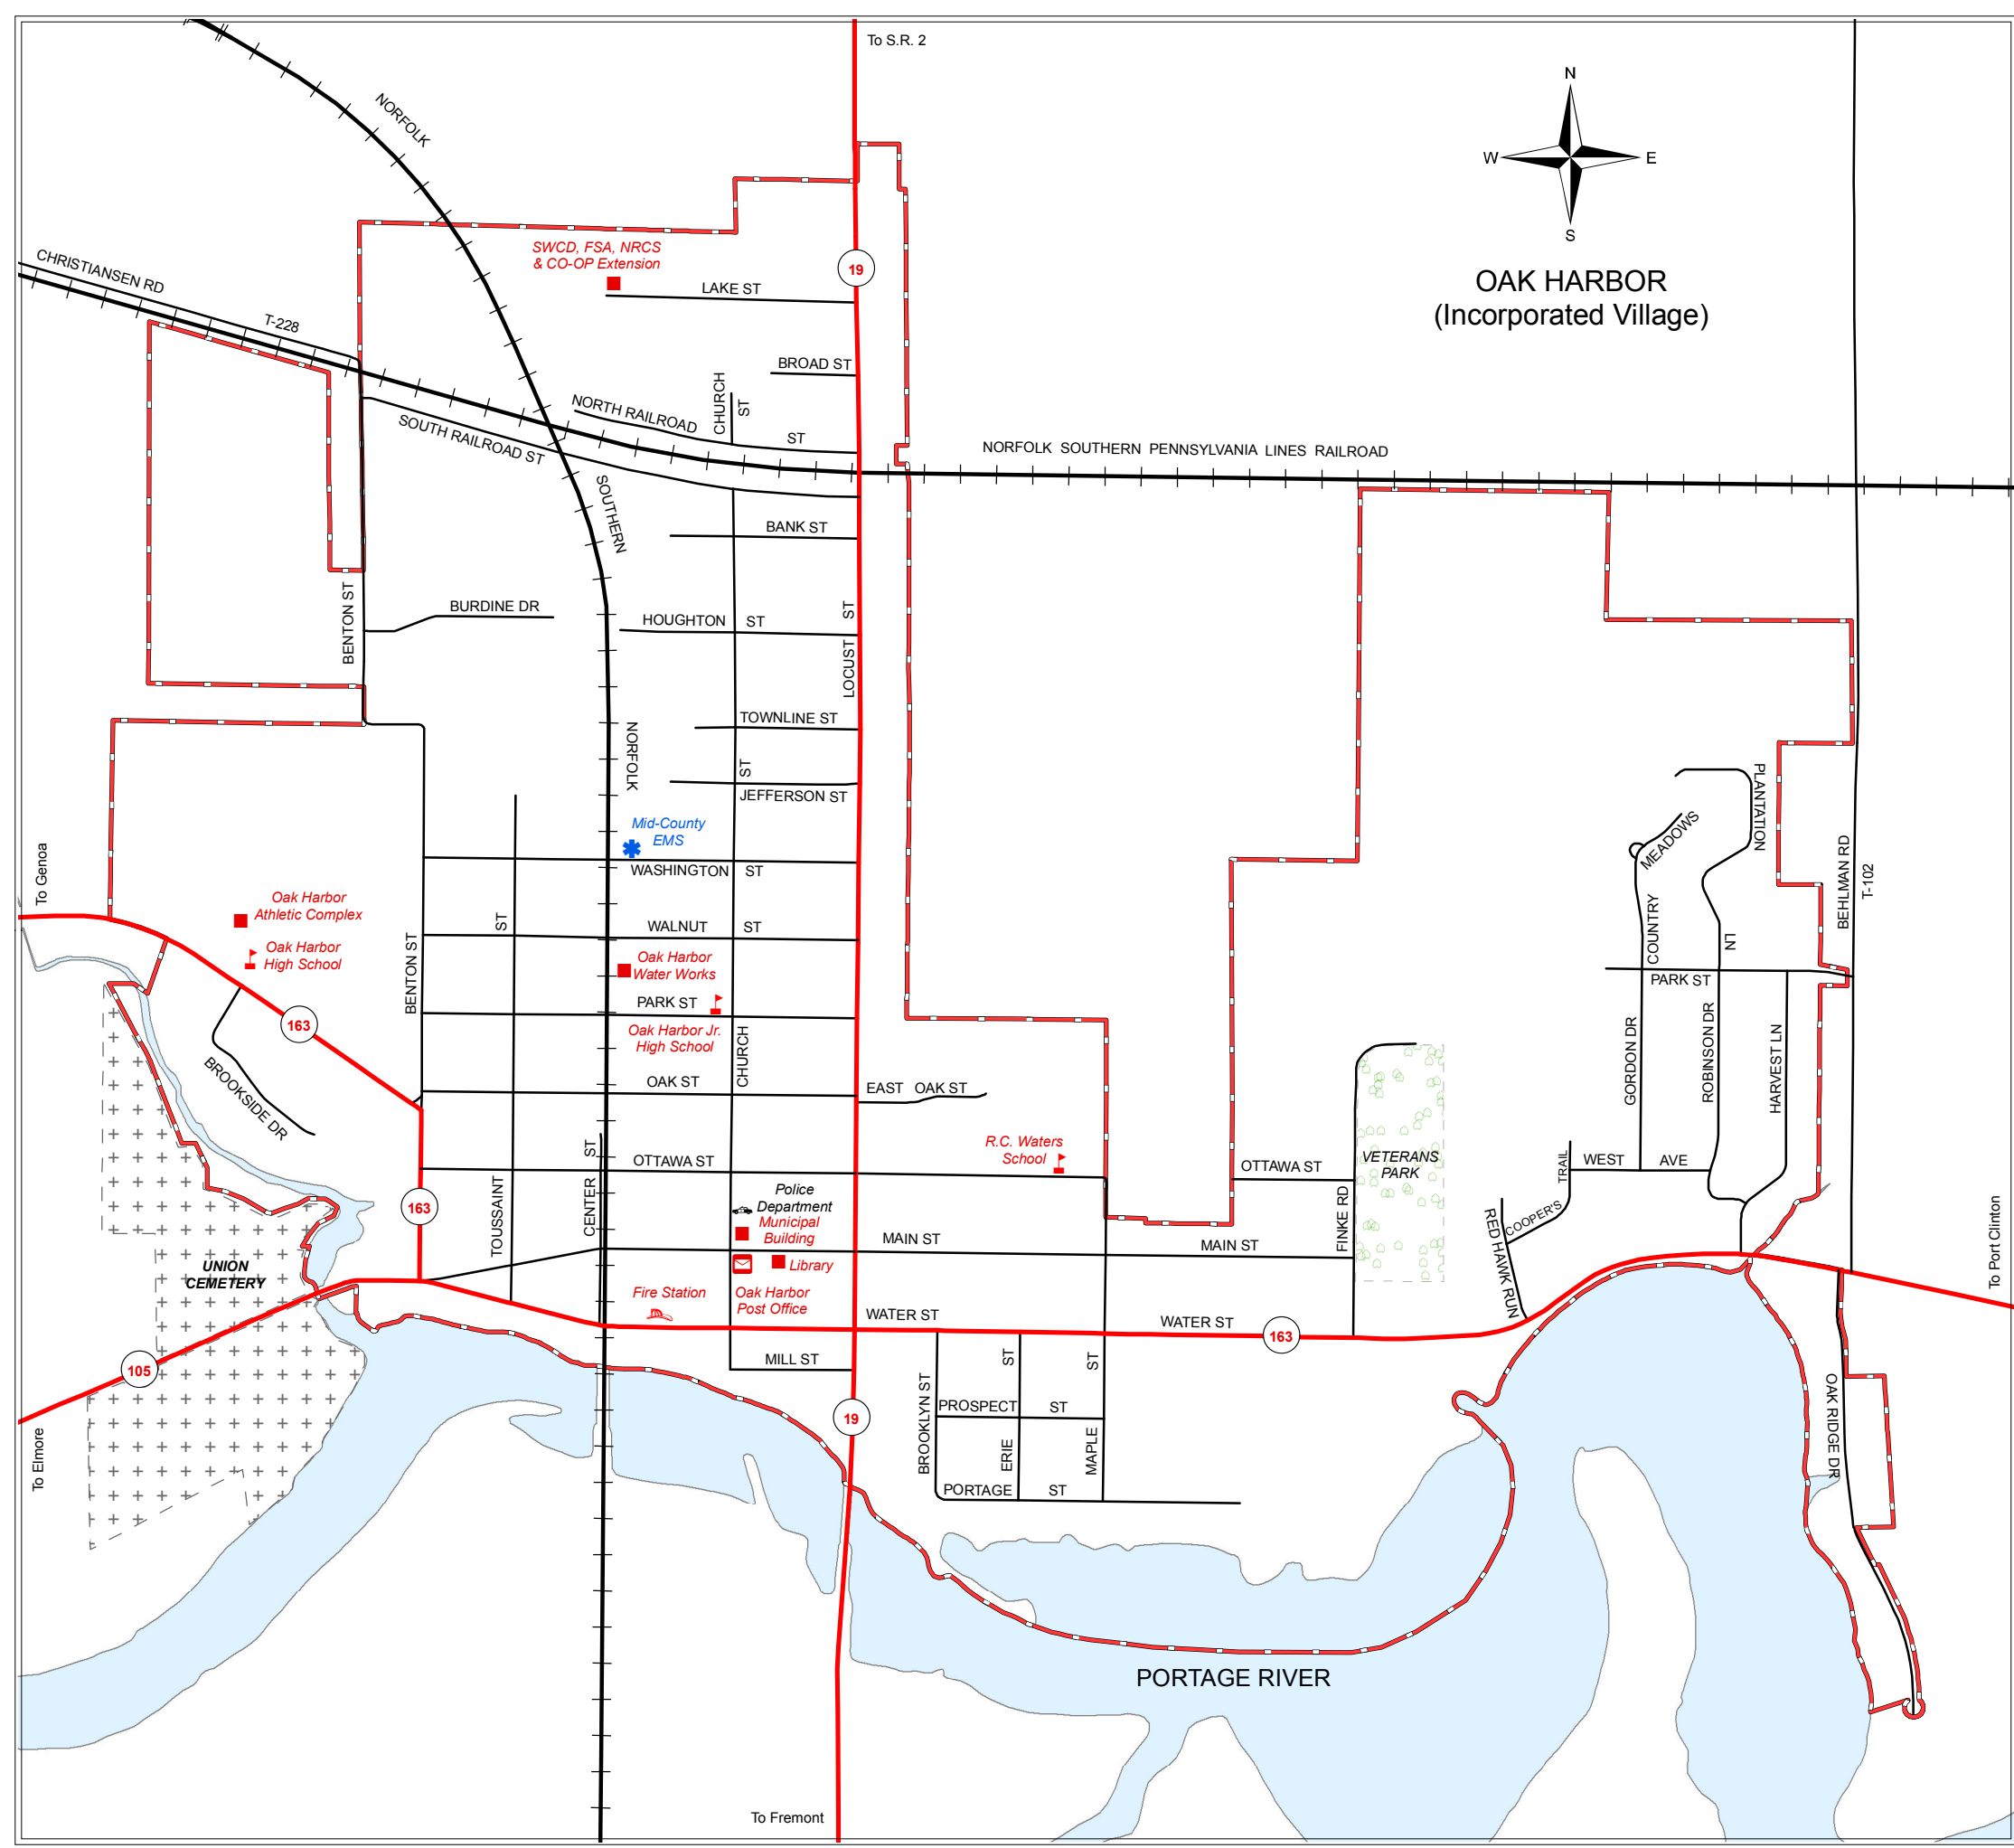 To S.R. 2
N
W E
S
OAK HARBOR
(Incorporated Village)
NORFOLK
CHRISTIANSEN RD
T-228
SWCD, FSA, NRCS
& CO-OP Extension
19
LAKE ST
BROAD ST
CHURCH
ST
NORTH RAILROAD
ST
SOUTH RAILROAD ST
NORFOLK SOUTHERN PENNSYLVANIA LINES RAILROAD
SOUTHERN
BANK ST
BENTON ST
BURDINE DR
HOUGHTON ST
LOCUST ST
TOWNLINE ST
NORFOLK
ST
JEFFERSON ST
PLANTATION
Mid-County
EMS
MEADOWS
WASHINGTON ST
To Genoa
BEHLMAN RD
T-102
Oak Harbor
Athletic Complex
ST
WALNUT ST
COUNTRY
LN
Oak Harbor
High School
BENTON ST
Oak Harbor
Water Works
PARK ST
PARK ST
163
Oak Harbor Jr.
High School
CHURCH
GORDON DR
ROBINSON DR
HARVEST LN
BROOKSIDE DR
OAK ST
EAST OAK ST
R.C. Waters
School
CENTER ST
OTTAWA ST
OTTAWA ST
VETERANS
PARK
TRAIL
WEST AVE
163
TOUSSAINT
Police
Department
Municipal
Building
FINKE RD
COOPER'S
RED HAWK RUN
To Port Clinton
MAIN ST
MAIN ST
UNION
CEMETERY
Library
Fire Station
Oak Harbor
Post Office
WATER ST
WATER ST
163
105
MILL ST
ST
ST
BROOKLYN ST
PROSPECT ST
OAK RIDGE DR
19
To Elmore
ERIE
MAPLE
PORTAGE ST
PORTAGE RIVER
To Fremont